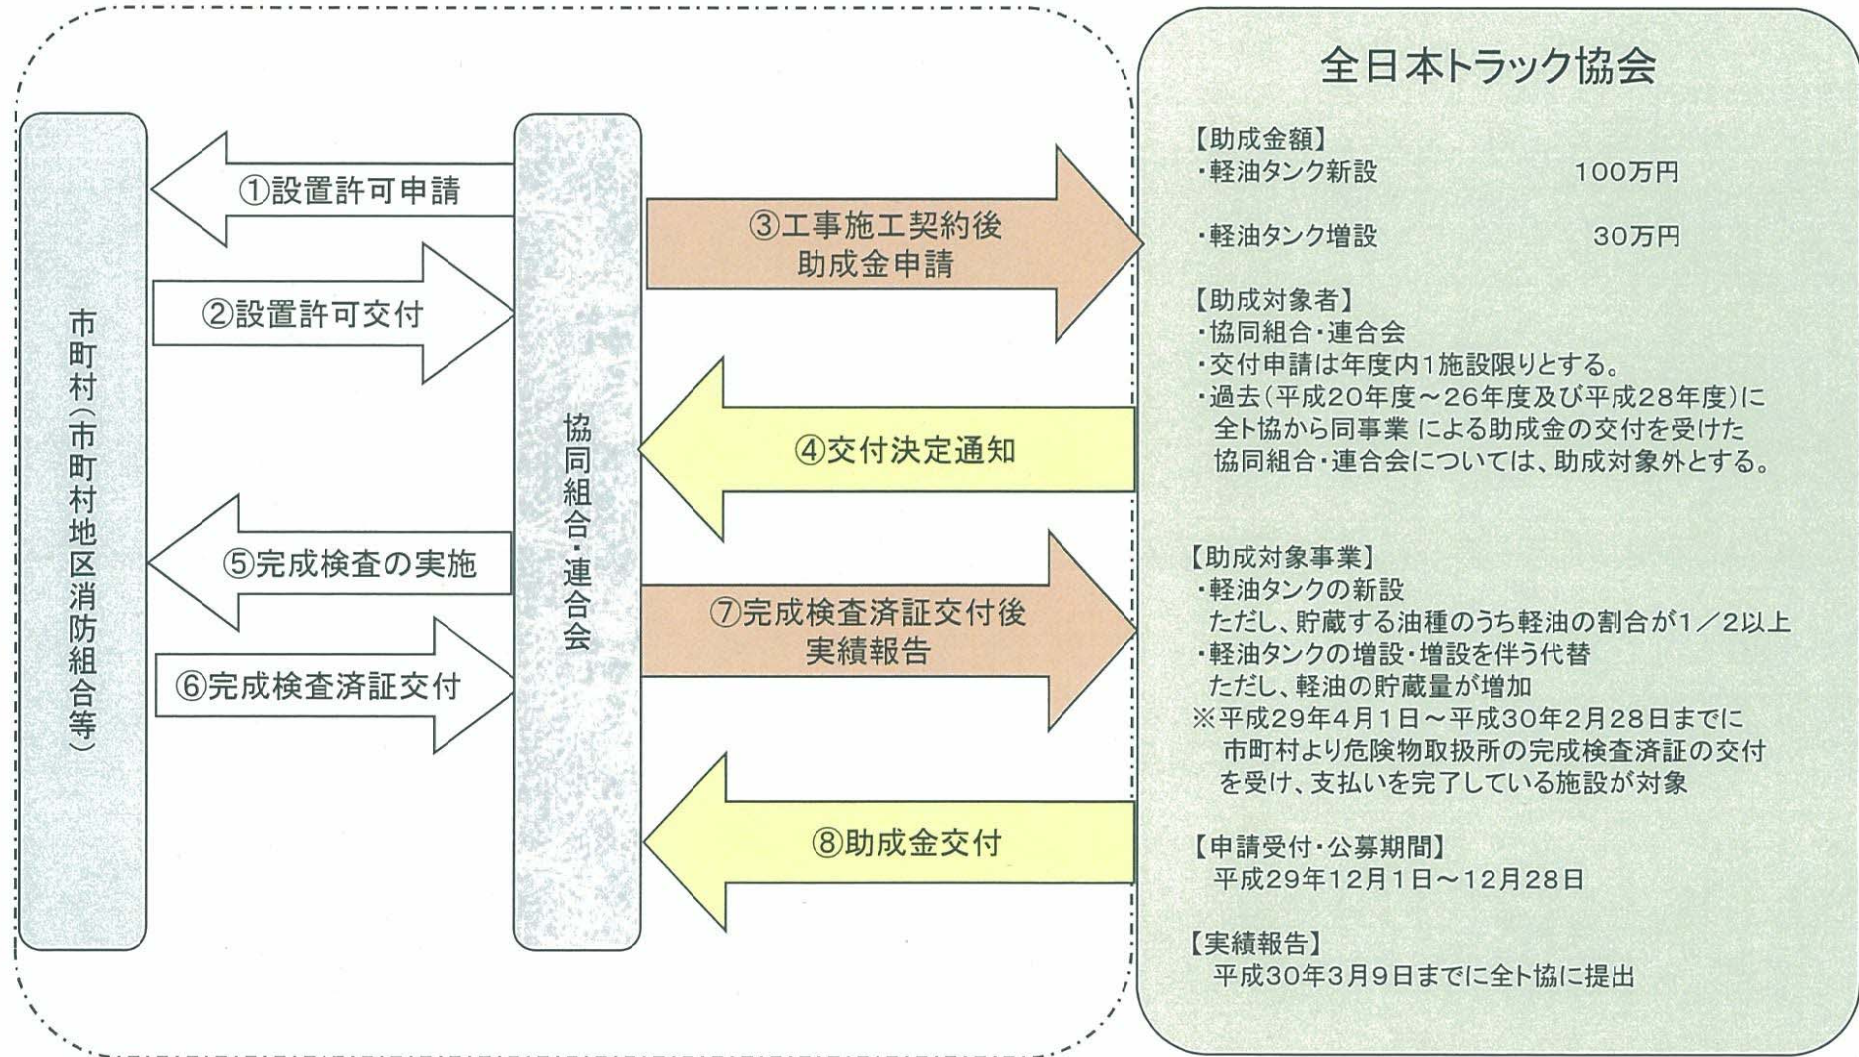 市町村（市町村地区消防組合等）
①設置許可申請
②設置許可交付
⑤完成検査の実施
⑥完成検査済証交付
協同組合・連合会
③工事施工契約後
助成金申請
④交付決定通知
⑦完成検査済証交付後
実績報告
⑧助成金交付
全日本トラック協会
【助成金額】
・軽油タンク新設 100万円
・軽油タンク増設 30万円
【助成対象者】
・協同組合・連合会
・交付申請は年度内1施設限りとする。
・過去（平成20年度～26年度及び平成28年度）に
全ト協から同事業による助成金の交付を受けた
協同組合・連合会については、助成対象外とする。
【助成対象事業】
・軽油タンクの新設
ただし、貯蔵する油種のうち軽油の割合が1／2以上
・軽油タンクの増設・増設を伴う代替
ただし、軽油の貯蔵量が増加
※平成29年4月1日～平成30年2月28日までに
市町村より危険物取扱所の完成検査済証の交付
を受け、支払いを完了している施設が対象
【申請受付・公募期間】
平成29年12月1日～12月28日
【実績報告】
平成30年3月9日までに全ト協に提出